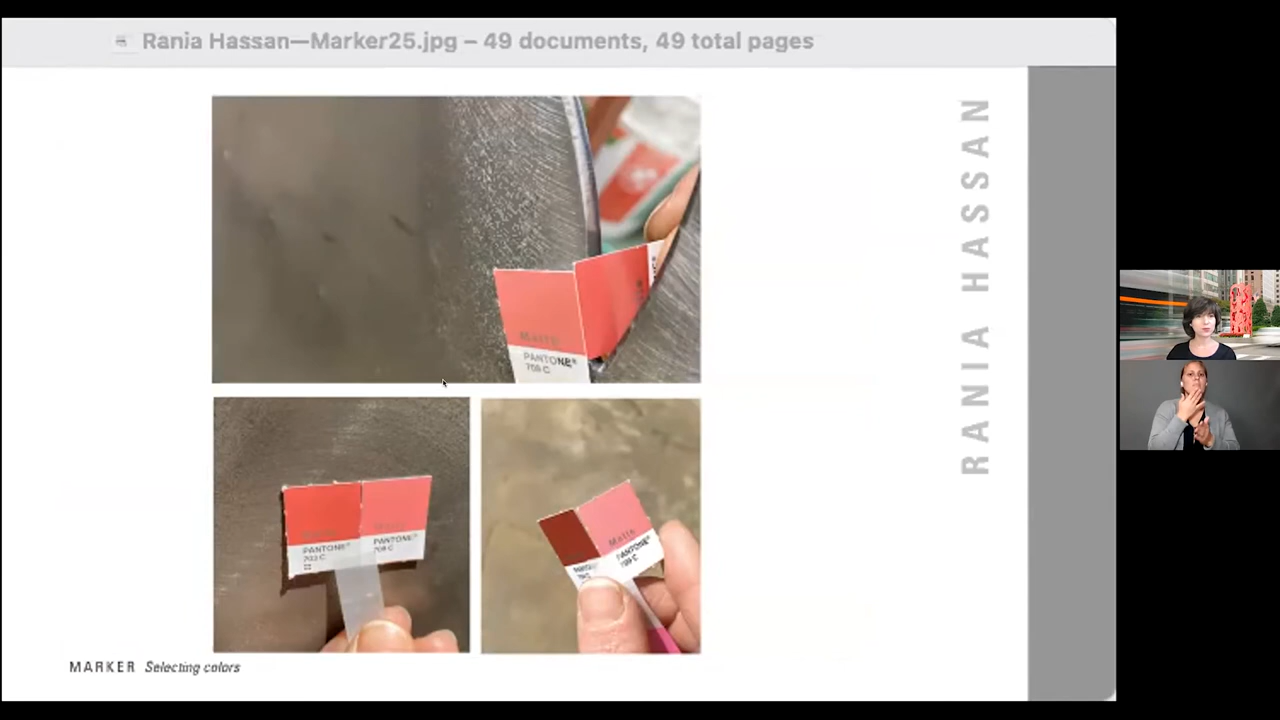 Rania Hassan—Marker25.jpg – 49 documents, 49 total pages
RANIA HASSAN
Matte
PANTONE®
PANTONE®
703 C
PANTONE®
Matte
PANTONE®
MARKER Selecting colors